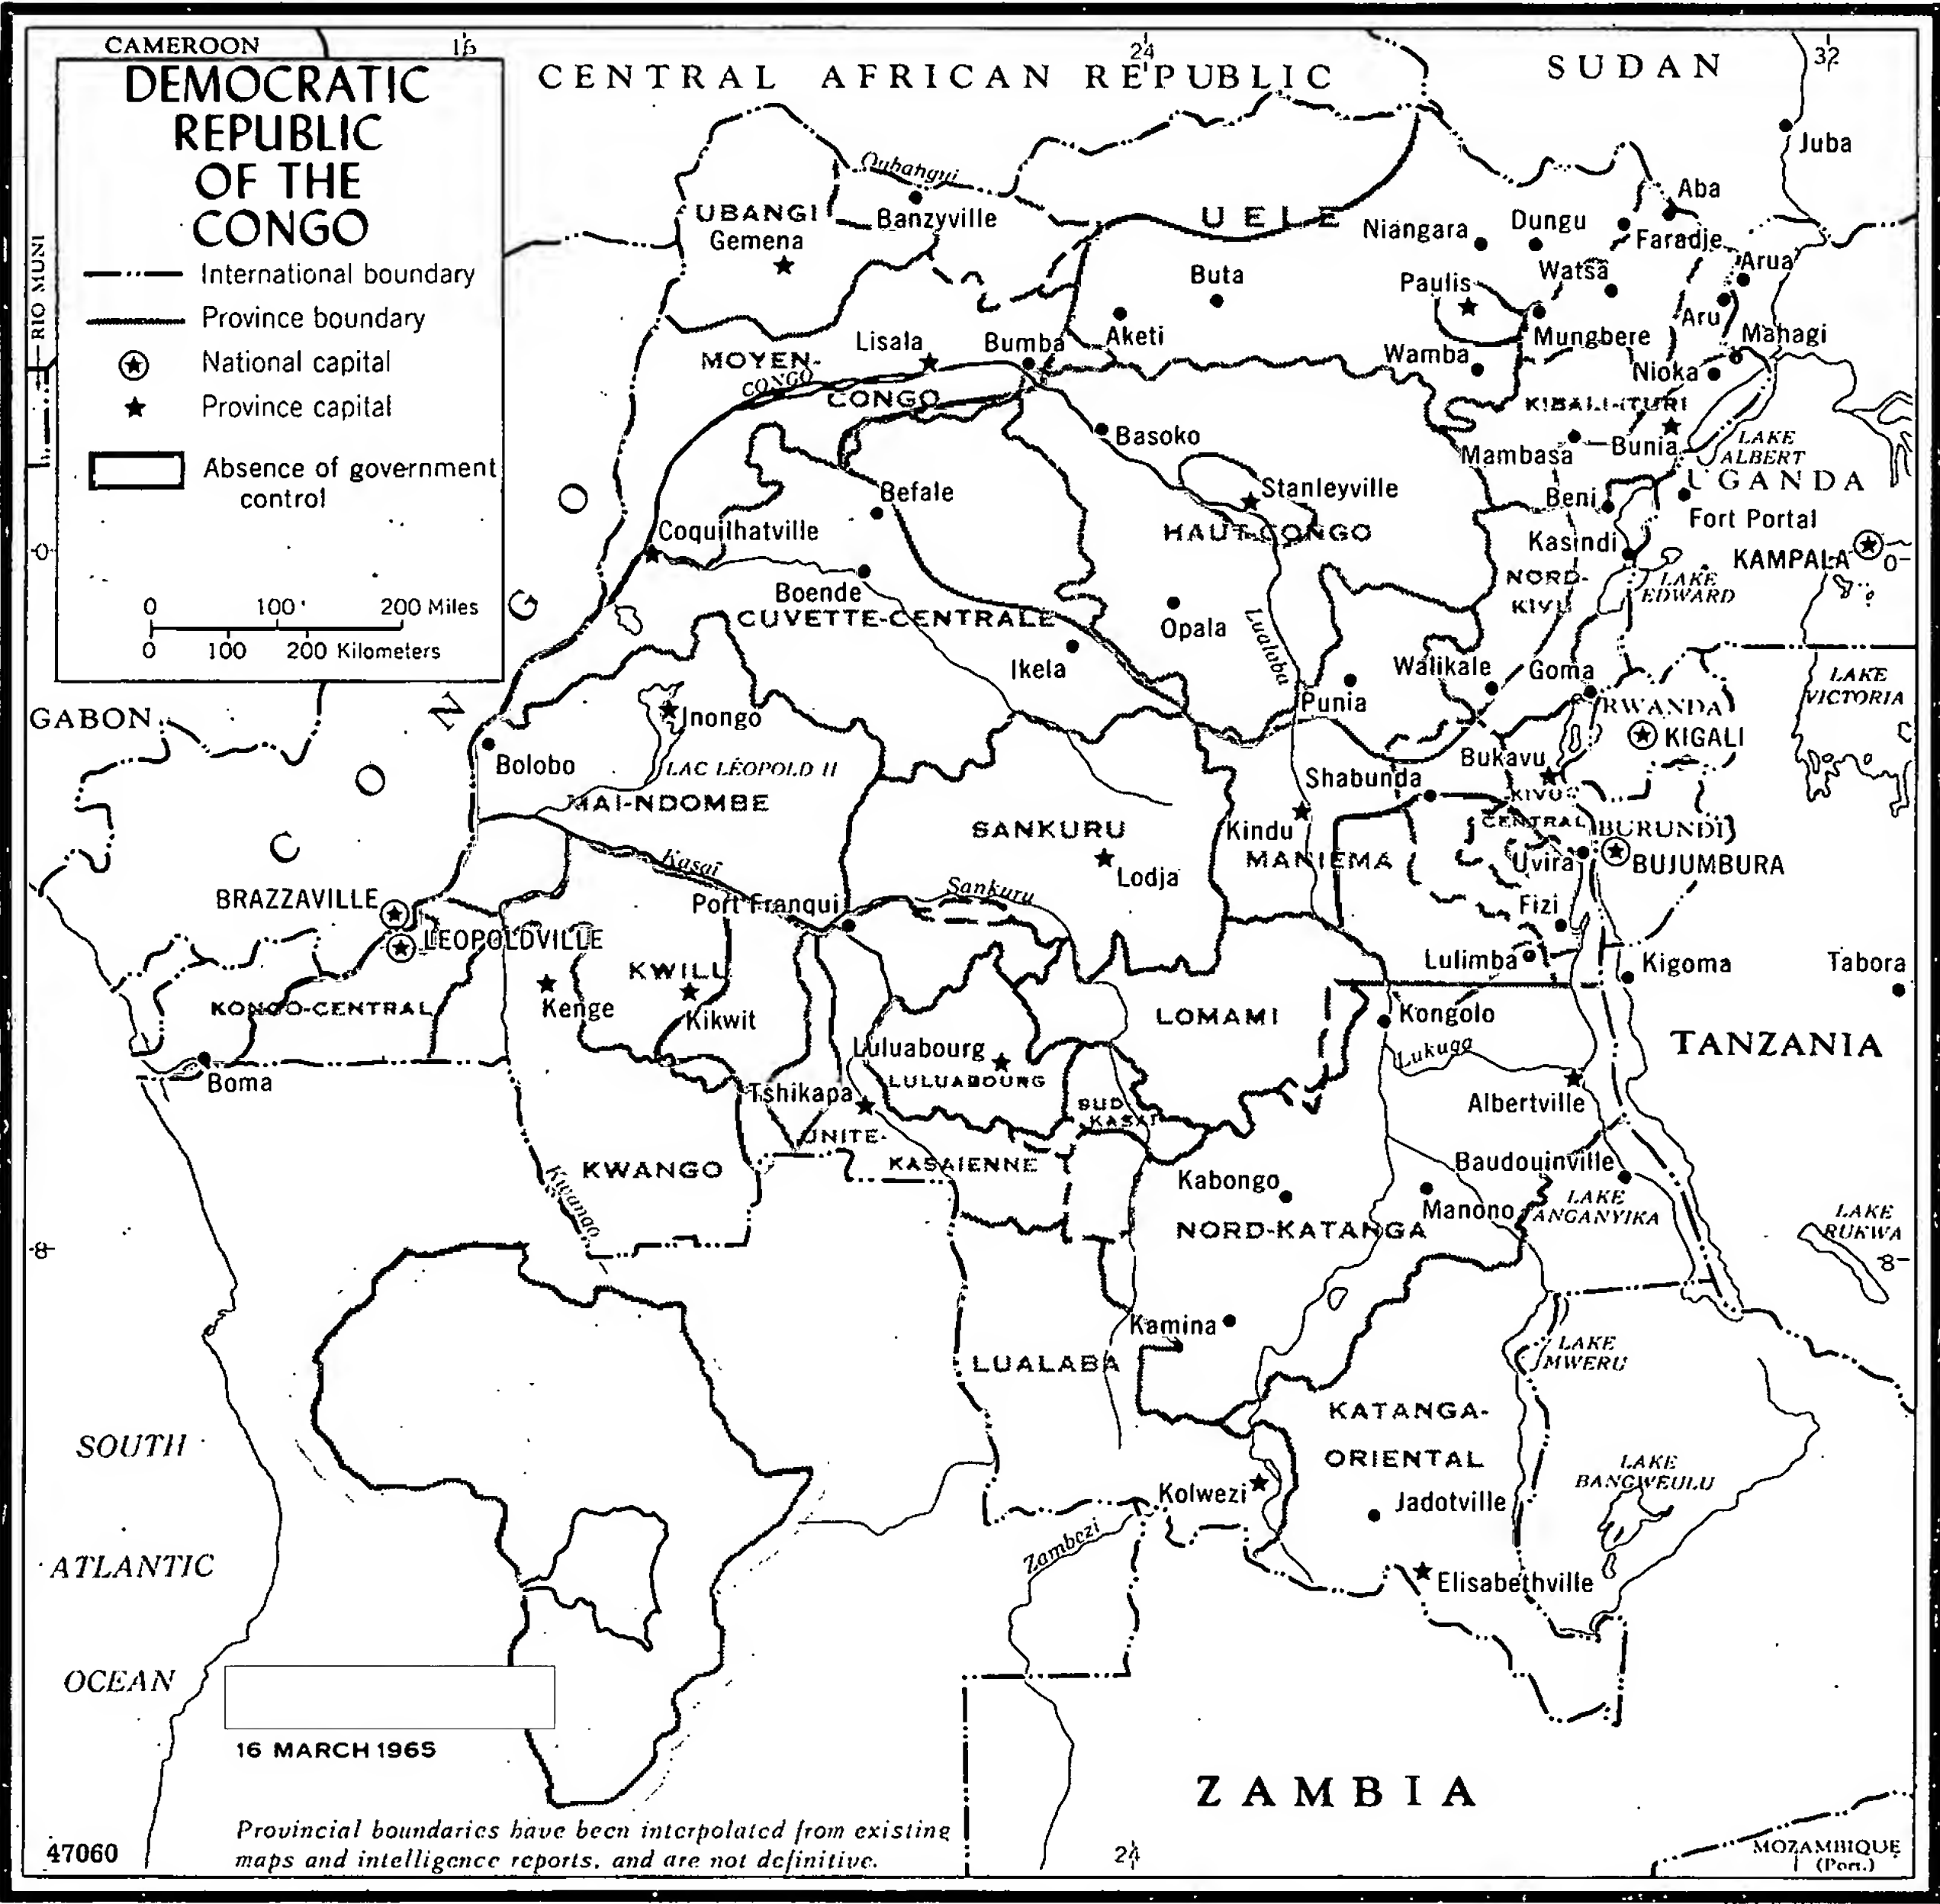 CAMEROON
16
24
32
CENTRAL AFRICAN REPUBLIC
SUDAN
DEMOCRATIC
REPUBLIC
OF THE
CONGO
International boundary
Province boundary
National capital
Province capital
Absence of government
control
0 100 200 Miles
0 100 200 Kilometers
RIO MUNI
Juba
Oubangui
Aba
UBANGI
Gemena
Banzyville
UELE
Niangara
Dungu
Faradje
Arua
Watsa
Buta
Paulis
Aru
Mahagi
Lisala
Bumba
Aketi
Mungbere
MOYEN-
CONGO
CONGO
Wamba
Nioka
KIBALI-ITURI
Basoko
Mambasa
Bunia
LAKE
ALBERT
UGANDA
Befale
Stanleyville
Beni
Fort Portal
Coquilhatville
HAUT-CONGO
Kasindi
KAMPALA
0
0
Boende
NORD-
KIVU
LAKE
EDWARD
CUVETTE-CENTRALE
Opala
Lualaba
Ikela
Walikale
Goma
LAKE
VICTORIA
Punia
RWANDA
KIGALI
GABON
CONGO
Inongo
Bolobo
LAC LÉOPOLD II
MAI-NDOMBE
Bukavu
Shabunda
KIVU-
CENTRAL
BURUNDI
SANKURU
Kindu
MANIEMA
Uvira
BUJUMBURA
Kasai
Lodja
BRAZZAVILLE
LEOPOLDVILLE
Port Franqui
Sankuru
Fizi
Lulimba
Kigoma
Tabora
KWILU
KONGO-CENTRAL
Kenge
Kikwit
LOMAMI
Kongolo
Lukuga
TANZANIA
Luluabourg
LULUABOURG
Boma
Tshikapa
SUD-
KASAI
Albertville
UNITE-
KASAIENNE
KWANGO
Kwango
Kabongo
Baudouinville
Manono
LAKE
TANGANYIKA
LAKE
RUKWA
NORD-KATANGA
8
8
Kamina
LUALABA
LAKE
MWERU
KATANGA-
ORIENTAL
SOUTH
LAKE
BANGWEULU
Kolwezi
Jadotville
Zambezi
ATLANTIC
Elisabethville
OCEAN
16 MARCH 1965
ZAMBIA
Provincial boundaries have been interpolated from existing
maps and intelligence reports, and are not definitive.
47060
24
MOZAMBIQUE
(Port.)